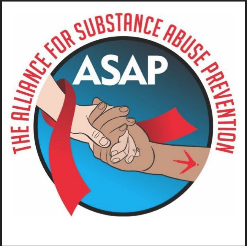 THE ALLIANCE FOR SUBSTANCE ABUSE PREVENTION
ASAP